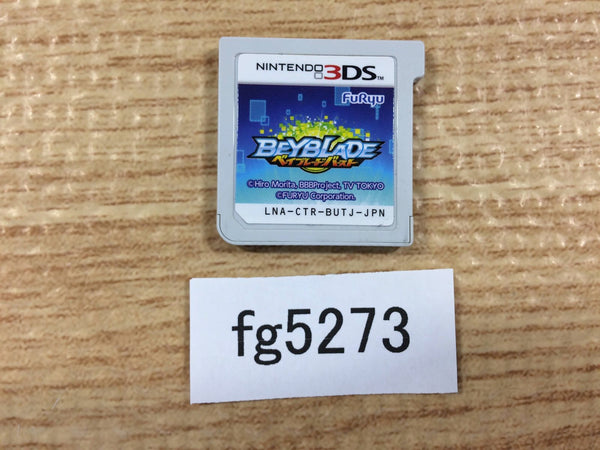 NINTENDO 3DS™
FuRyu
BEYBLADE
ベイブレードバースト
©Hiro Morita, BBBProject, TV TOKYO
©FURYU Corporation.
LNA-CTR-BUTJ-JPN
fg5273